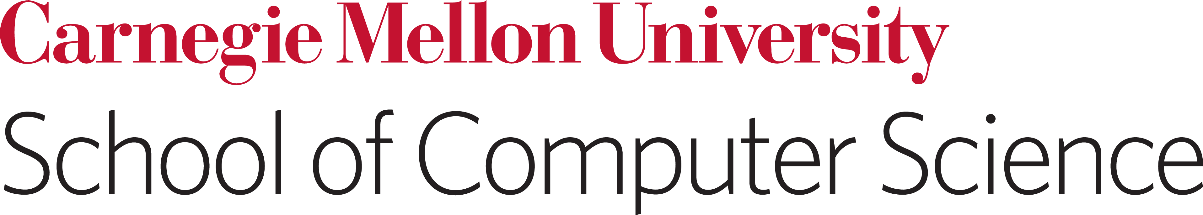 Carnegie Mellon University
School of Computer Science